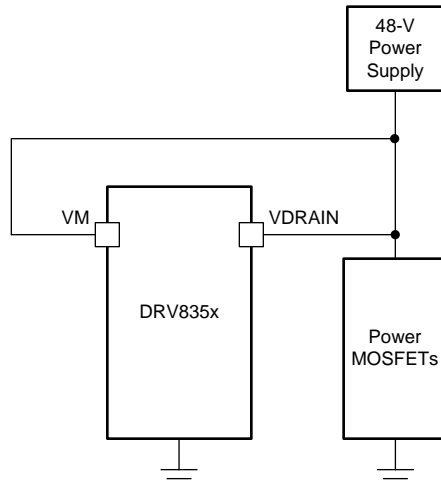 48-V
Power
Supply
VM
VDRAIN
DRV835x
Power
MOSFETs